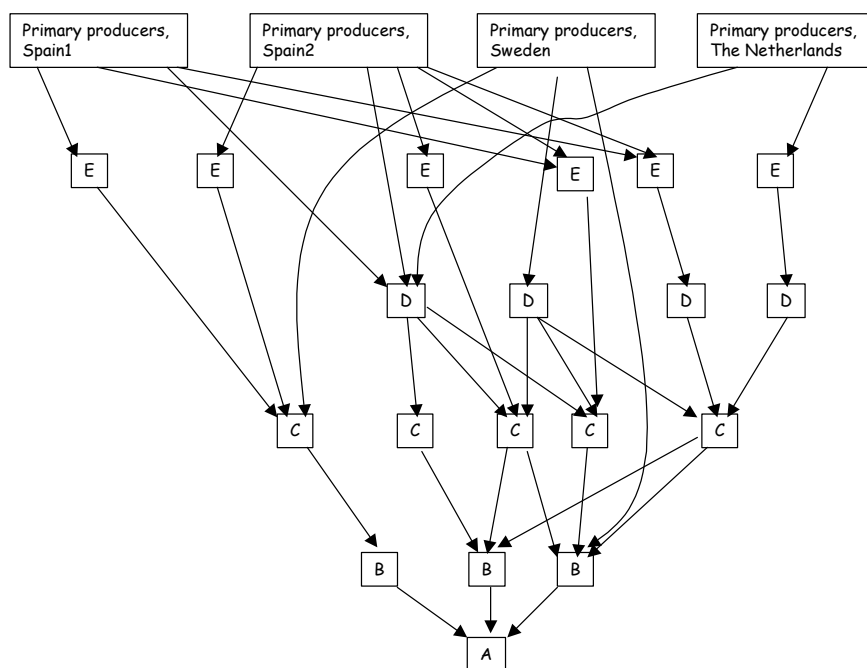 Primary producers,
Spain1
Primary producers,
Spain2
Primary producers,
Sweden
Primary producers,
The Netherlands
E
E
E
E
E
E
D
D
D
D
C
C
C
C
C
B
B
B
A